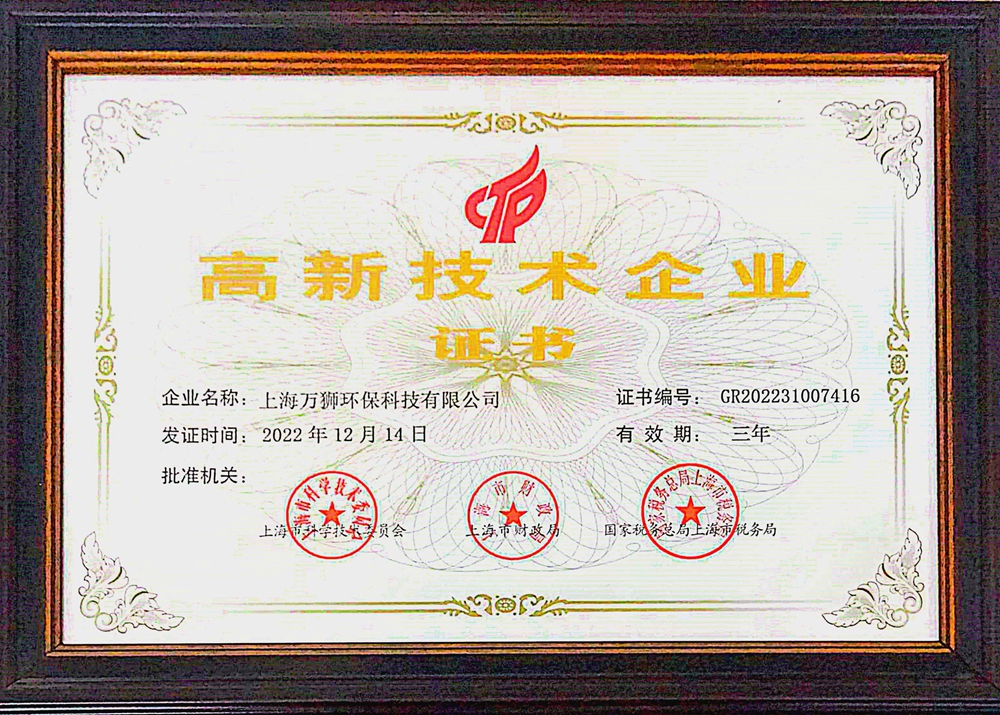 高新技术企业
证书
企业名称：上海万狮环保科技有限公司 证书编号：GR202231007416
发证时间：2022年12月14日 有效期：三年
批准机关：
上海市科学技术委员会 上海市财政局 国家税务总局上海市税务局